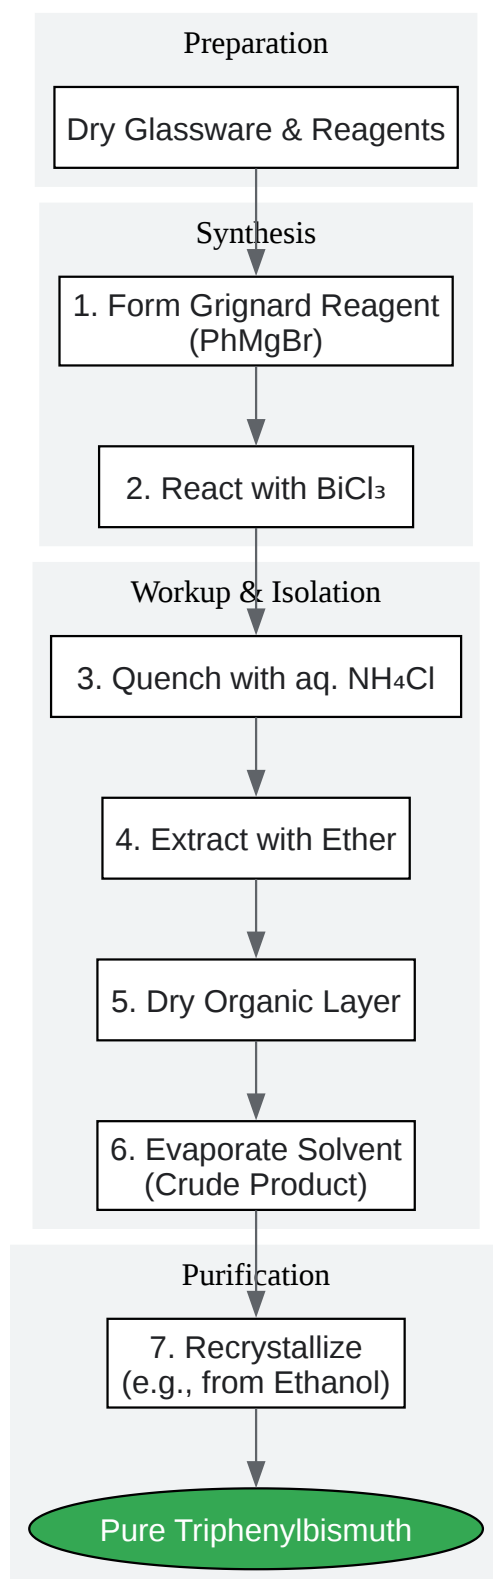 Preparation
Dry Glassware & Reagents
Synthesis
1. Form Grignard Reagent
(PhMgBr)
2. React with BiCl₃
Workup & Isolation
3. Quench with aq. NH₄Cl
4. Extract with Ether
5. Dry Organic Layer
6. Evaporate Solvent
(Crude Product)
Purification
7. Recrystallize
(e.g., from Ethanol)
Pure Triphenylbismuth